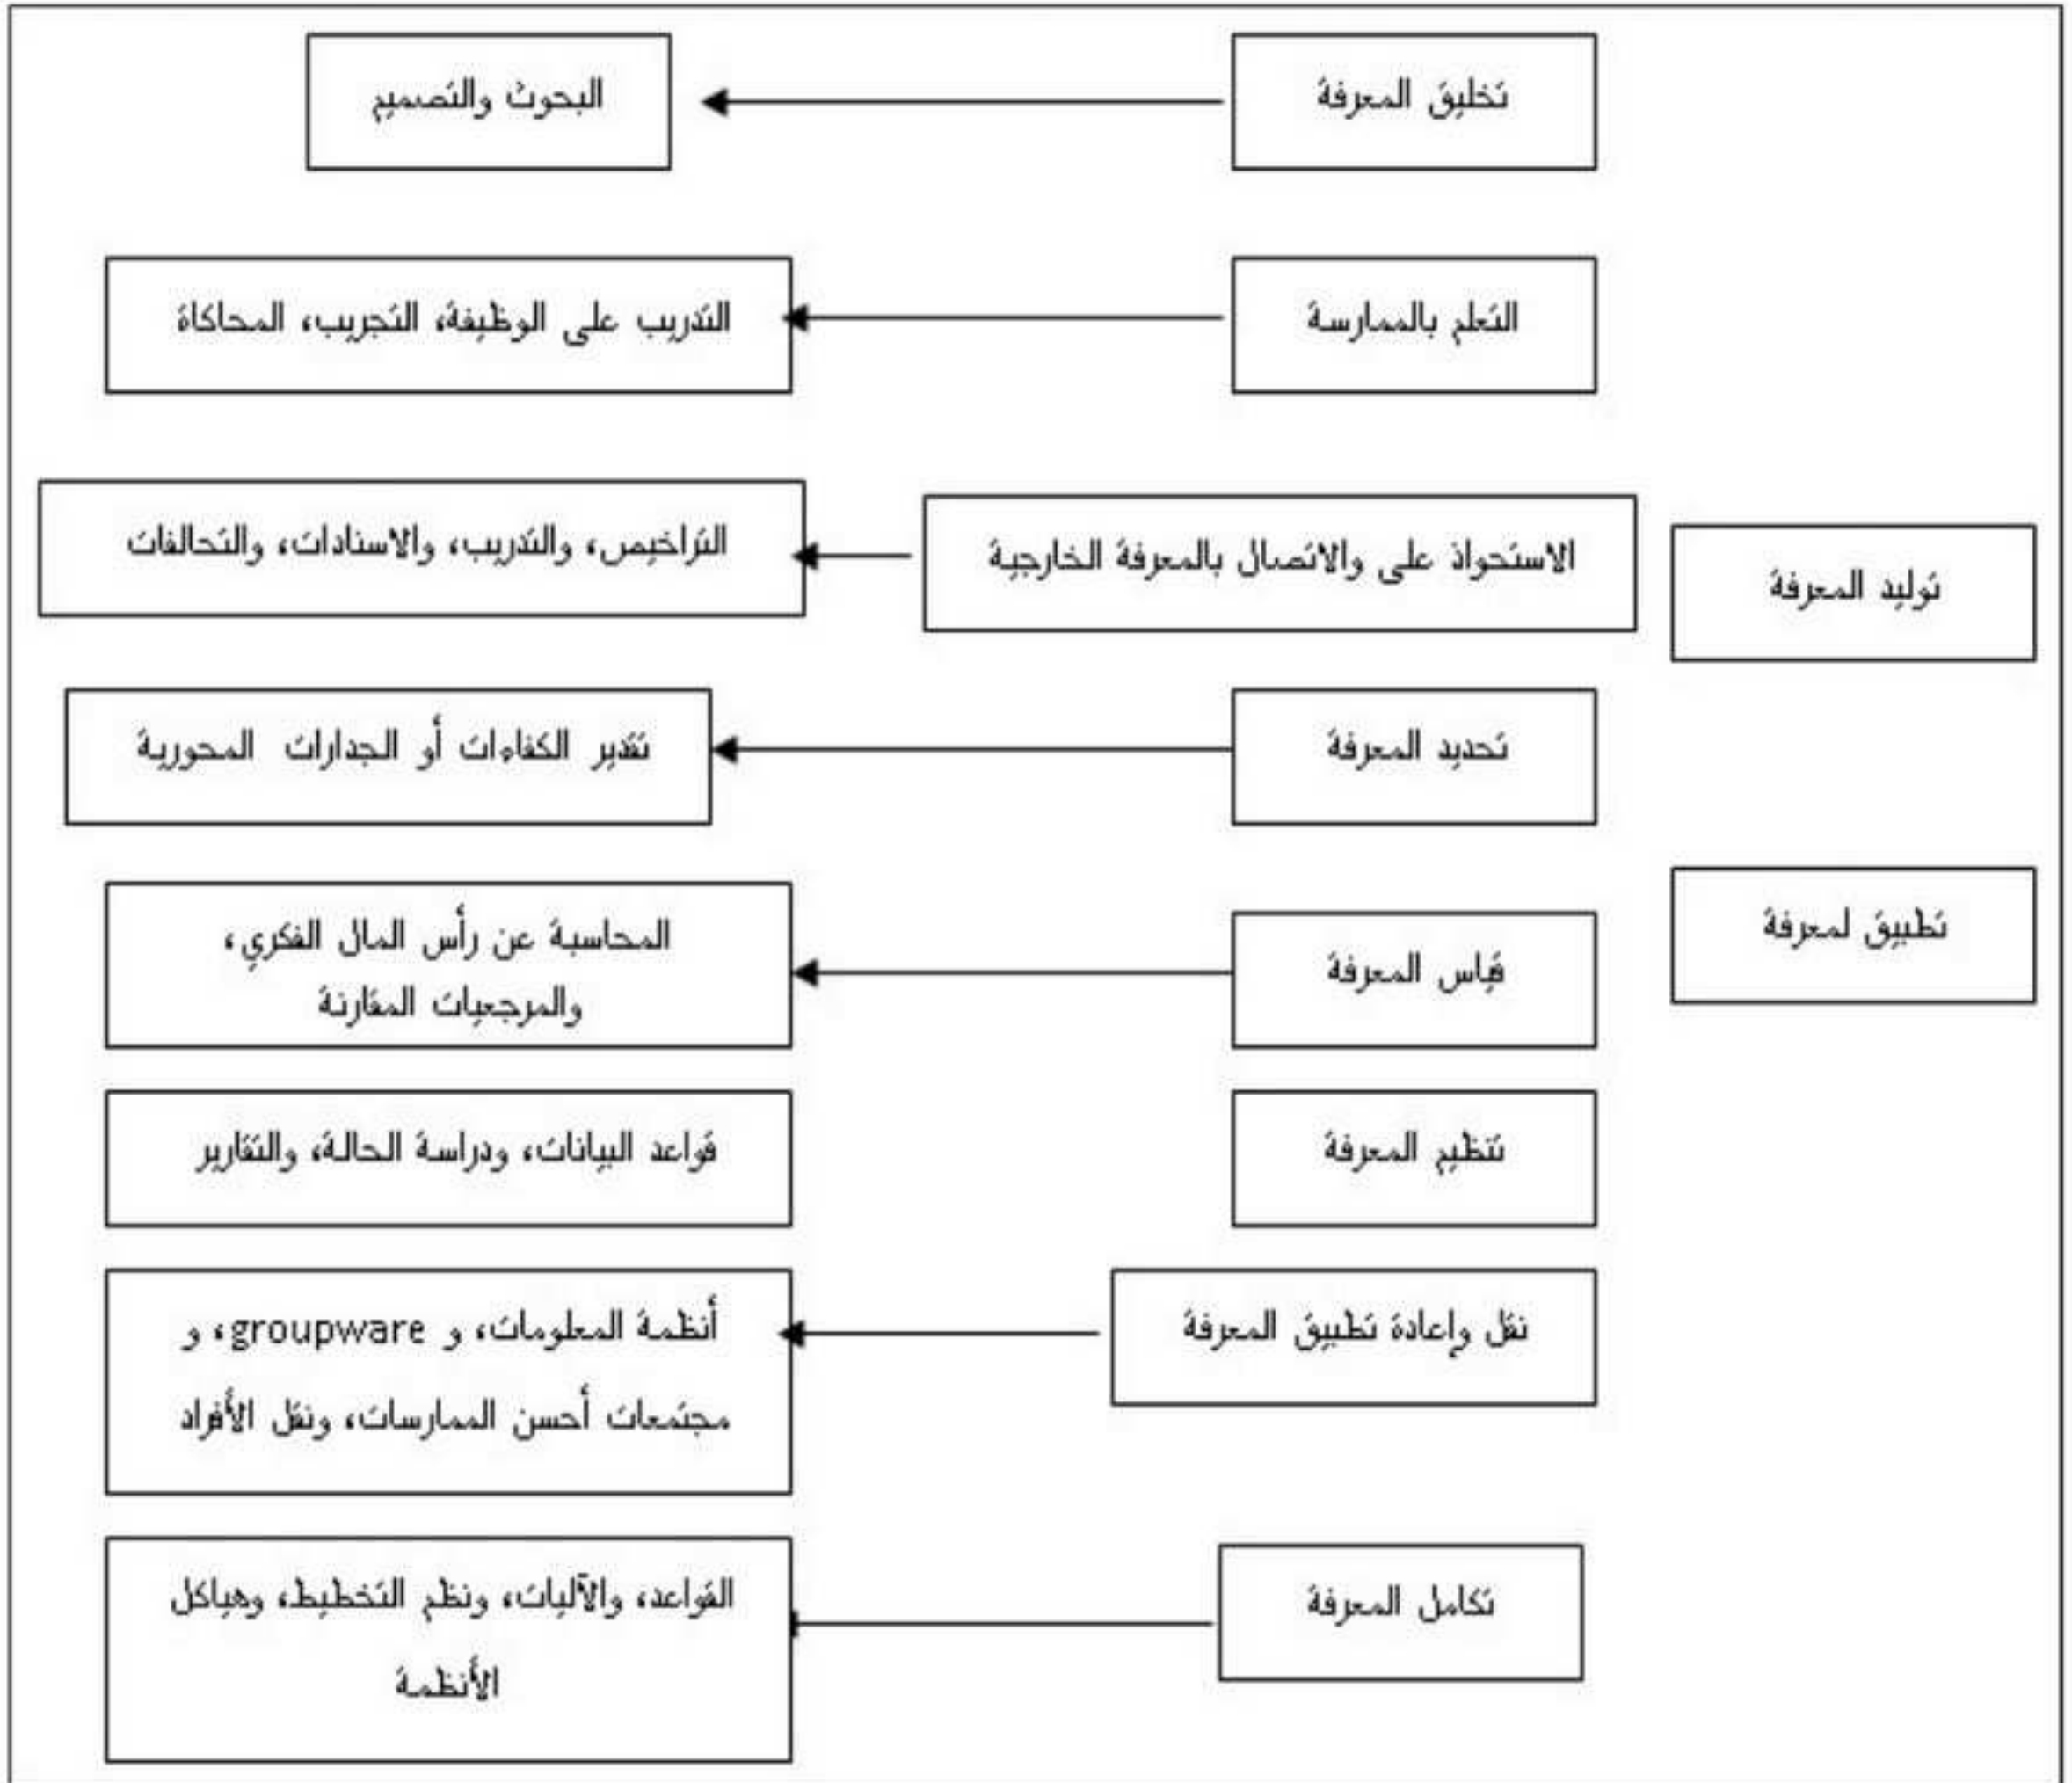 تخليق المعرفة
البحوث والتصميم
التعلم بالممارسة
التدريب على الوظيفة، التجريب، المحاكاة
توليد المعرفة
الاستحواذ على والاتصال بالمعرفة الخارجية
التراخيص، والتدريب، والاسنادات، والتحالفات
تحديد المعرفة
تقدير الكفاءات أو الجدارات المحورية
تطبيق لمعرفة
قياس المعرفة
المحاسبة عن رأس المال الفكري،
والمرجعيات المقارنة
تنظيم المعرفة
قواعد البيانات، ودراسة الحالة، والتقارير
نقل وإعادة تطبيق المعرفة
أنظمة المعلومات، و groupware، و
مجتمعات أحسن الممارسات، ونقل الأفراد
تكامل المعرفة
القواعد، والآليات، ونظم التخطيط، وهياكل
الأنظمة